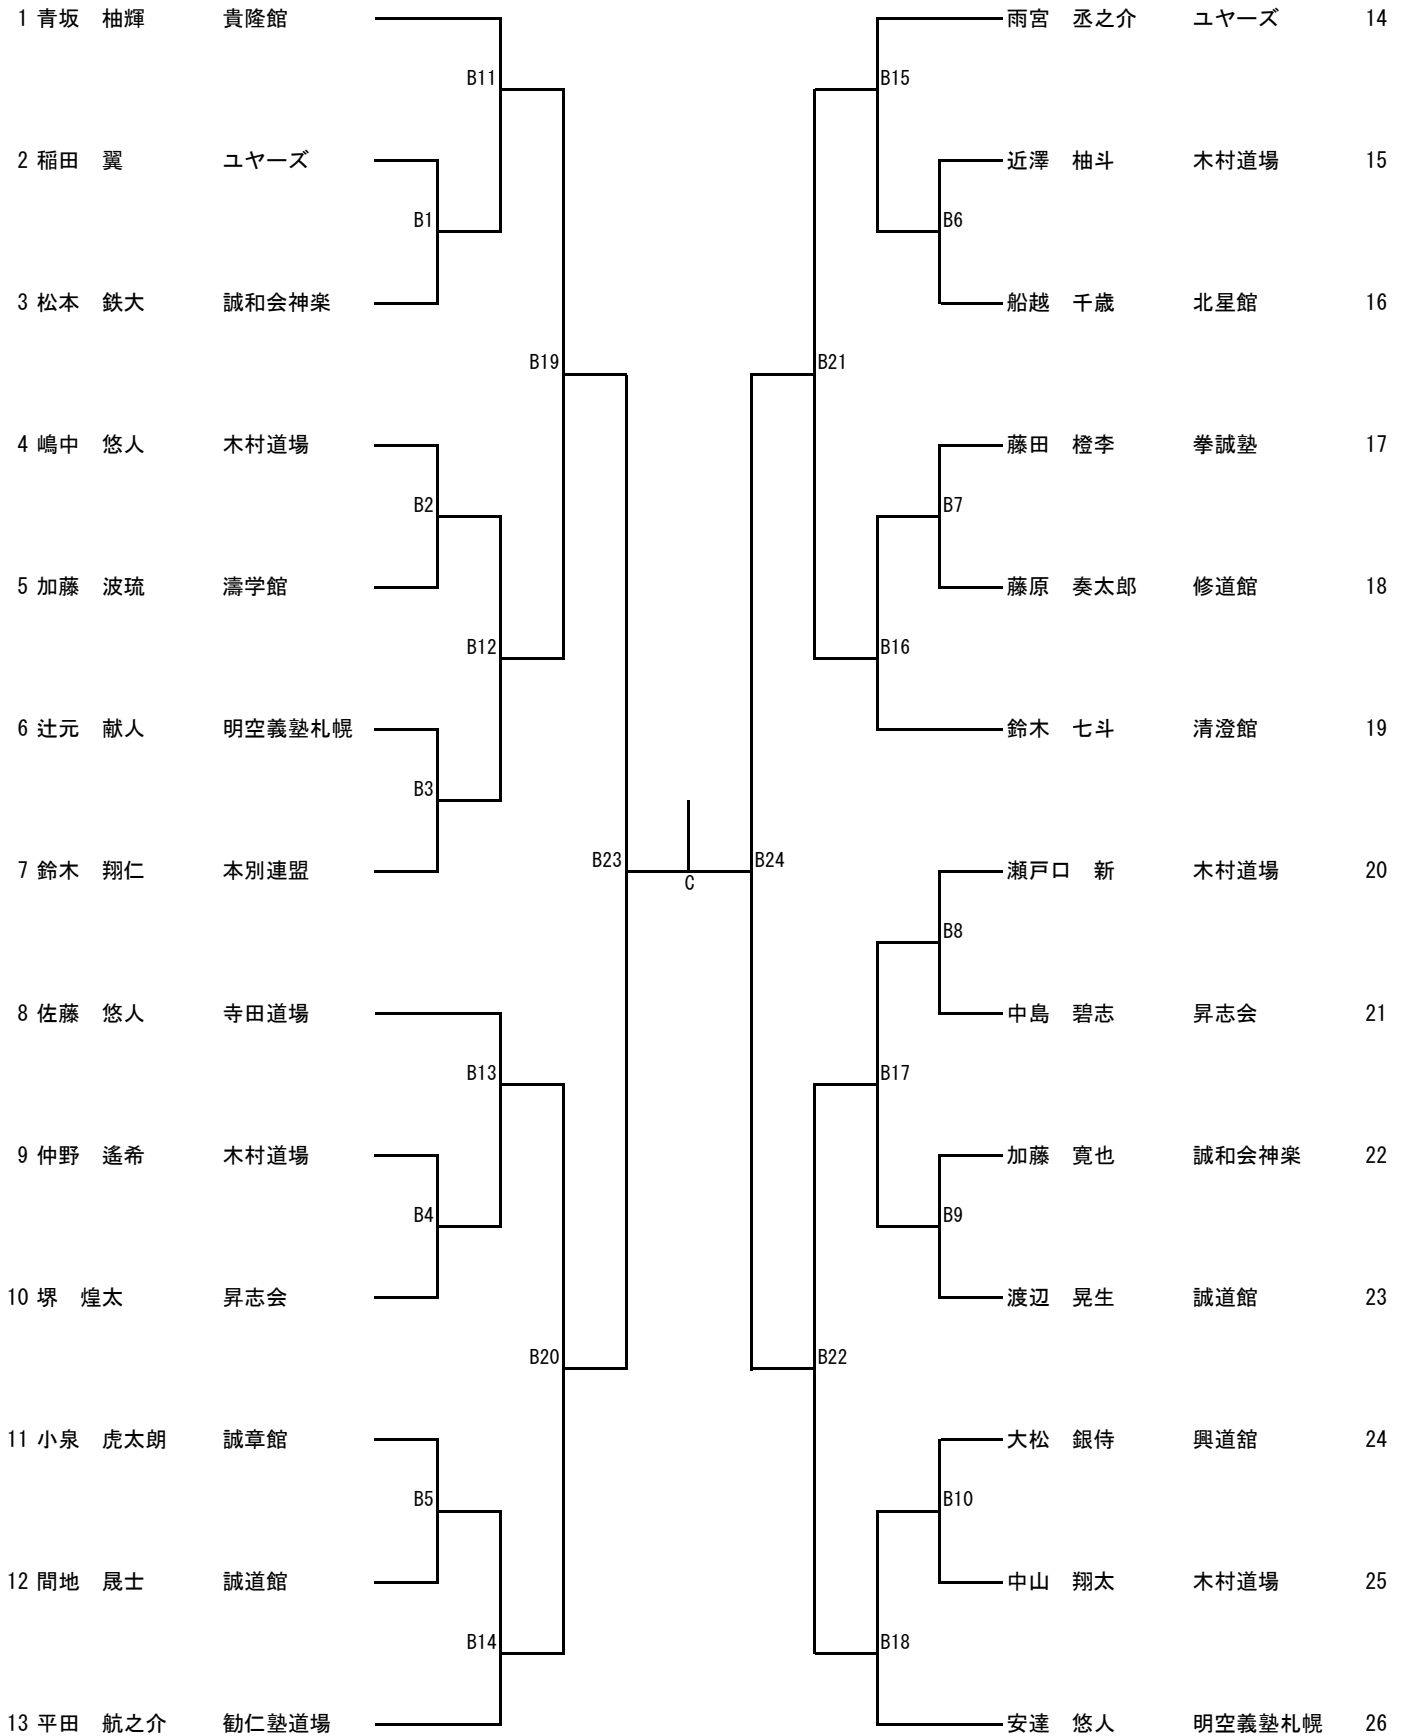 1 青坂　柚輝　貴隆館
雨宮　丞之介　ユヤーズ　14
B11
B15
2 稲田　翼　ユヤーズ
近澤　柚斗　木村道場　15
B1
B6
3 松本　鉄大　誠和会神楽
船越　千歳　北星館　16
B19
B21
4 嶋中　悠人　木村道場
藤田　橙李　拳誠塾　17
B2
B7
5 加藤　波琉　濤学館
藤原　奏太郎　修道館　18
B12
B16
6 辻元　献人　明空義塾札幌
鈴木　七斗　清澄館　19
B3
7 鈴木　翔仁　本別連盟
B23
B24
C
瀬戸口　新　木村道場　20
B8
8 佐藤　悠人　寺田道場
中島　碧志　昇志会　21
B13
B17
9 仲野　遙希　木村道場
加藤　寛也　誠和会神楽　22
B4
B9
10 堺　煌太　昇志会
渡辺　晃生　誠道館　23
B20
B22
11 小泉　虎太朗　誠章館
大松　銀侍　興道舘　24
B5
B10
12 間地　晟士　誠道館
中山　翔太　木村道場　25
B14
B18
13 平田　航之介　勧仁塾道場
安達　悠人　明空義塾札幌　26